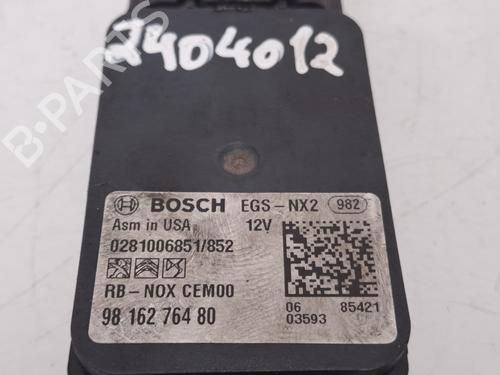 2404012
B-PARTS
BOSCH EGS-NX2 982
Asm in USA 12V
0281006851/852
RB-NOX CEM00
98 162 764 80
06 85421
03593